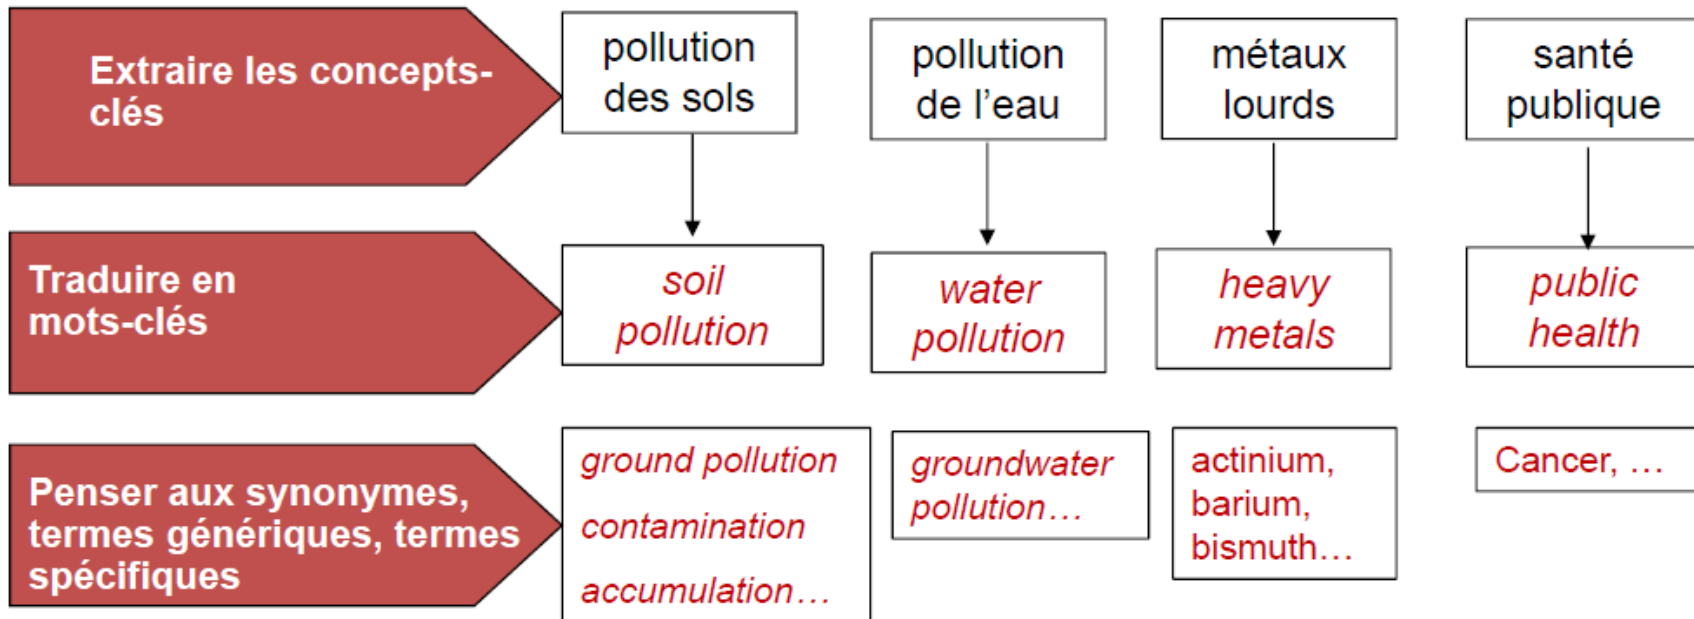 Extraire les concepts-
clés
pollution
des sols
pollution
de l’eau
métaux
lourds
santé
publique
Traduire en
mots-clés
soil
pollution
water
pollution
heavy
metals
public
health
Penser aux synonymes,
termes génériques, termes
spécifiques
ground pollution
contamination
accumulation…
groundwater
pollution…
actinium,
barium,
bismuth…
Cancer, …